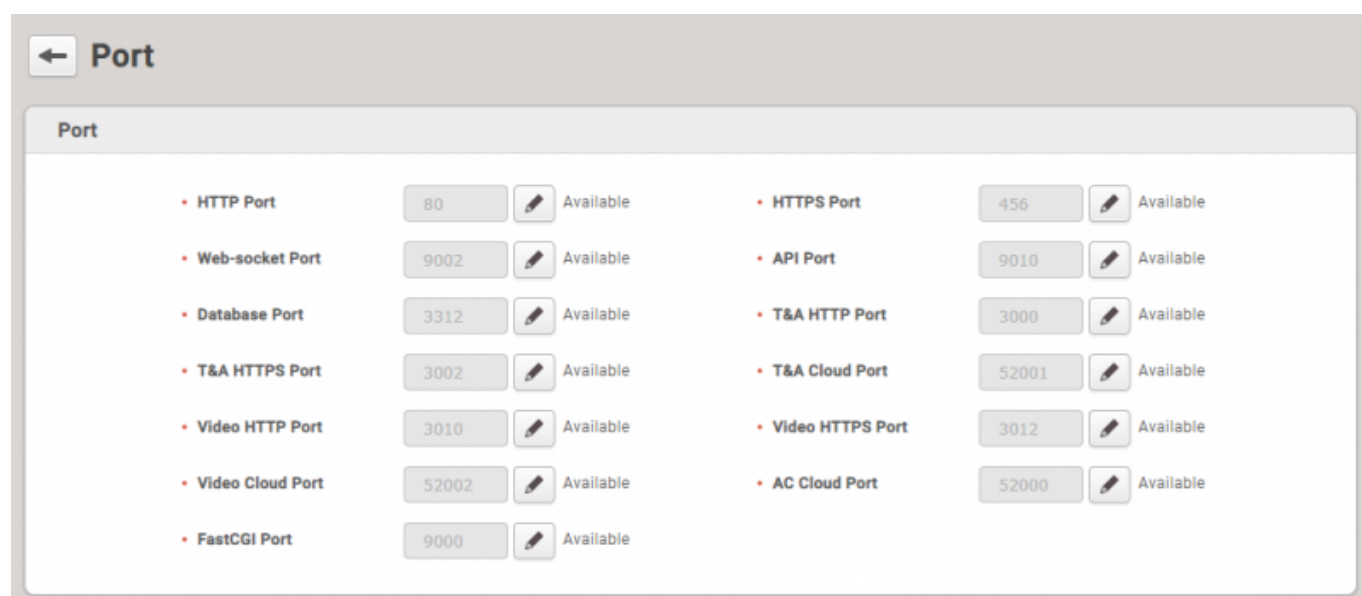 Port
Port
• HTTP Port 80 Available • HTTPS Port 456 Available
• Web-socket Port 9002 Available • API Port 9010 Available
• Database Port 3312 Available • T&A HTTP Port 3000 Available
• T&A HTTPS Port 3002 Available • T&A Cloud Port 52001 Available
• Video HTTP Port 3010 Available • Video HTTPS Port 3012 Available
• Video Cloud Port 52002 Available • AC Cloud Port 52000 Available
• FastCGI Port 9000 Available